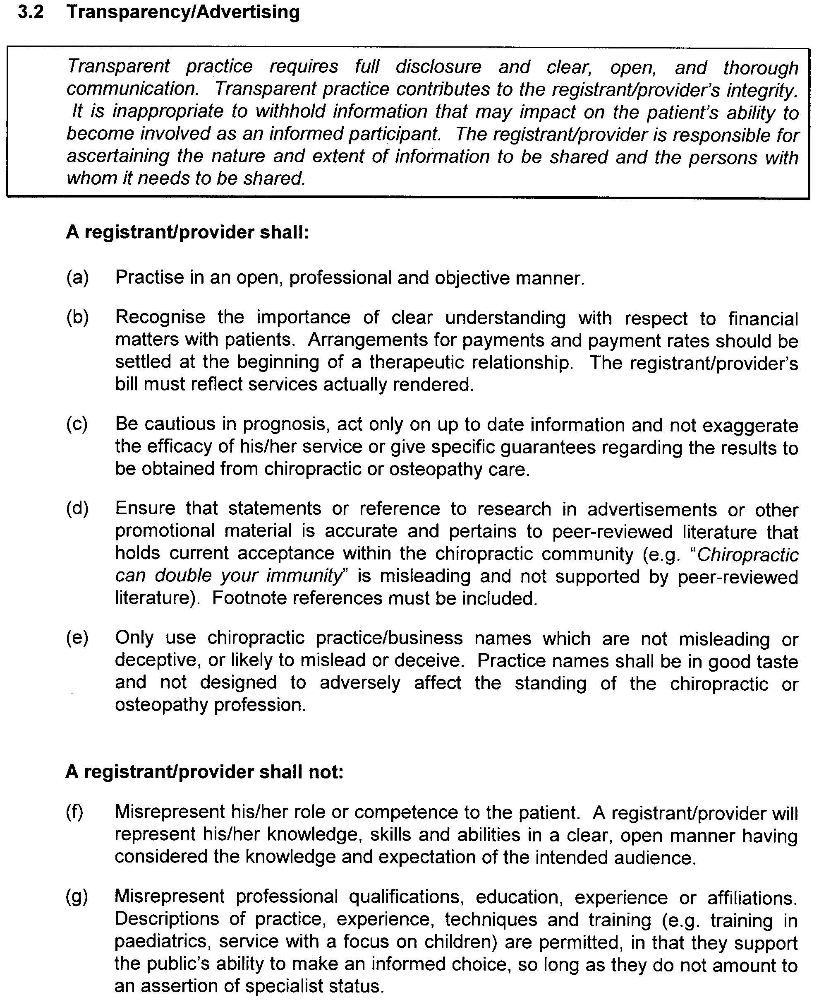 3.2 Transparency/Advertising
Transparent practice requires full disclosure and clear, open, and thorough
communication. Transparent practice contributes to the registrant/provider's integrity.
It is inappropriate to withhold information that may impact on the patient's ability to
become involved as an informed participant. The registrant/provider is responsible for
ascertaining the nature and extent of information to be shared and the persons with
whom it needs to be shared.
A registrant/provider shall:
(a) Practise in an open, professional and objective manner.
(b) Recognise the importance of clear understanding with respect to financial
matters with patients. Arrangements for payments and payment rates should be
settled at the beginning of a therapeutic relationship. The registrant/provider's
bill must reflect services actually rendered.
(c) Be cautious in prognosis, act only on up to date information and not exaggerate
the efficacy of his/her service or give specific guarantees regarding the results to
be obtained from chiropractic or osteopathy care.
(d) Ensure that statements or reference to research in advertisements or other
promotional material is accurate and pertains to peer-reviewed literature that
holds current acceptance within the chiropractic community (e.g. "Chiropractic
can double your immunity" is misleading and not supported by peer-reviewed
literature). Footnote references must be included.
(e) Only use chiropractic practice/business names which are not misleading or
deceptive, or likely to mislead or deceive. Practice names shall be in good taste
and not designed to adversely affect the standing of the chiropractic or
osteopathy profession.
A registrant/provider shall not:
(f) Misrepresent his/her role or competence to the patient. A registrant/provider will
represent his/her knowledge, skills and abilities in a clear, open manner having
considered the knowledge and expectation of the intended audience.
(g) Misrepresent professional qualifications, education, experience or affiliations.
Descriptions of practice, experience, techniques and training (e.g. training in
paediatrics, service with a focus on children) are permitted, in that they support
the public's ability to make an informed choice, so long as they do not amount to
an assertion of specialist status.